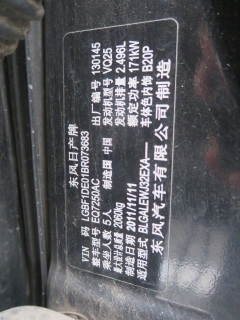 东风日产牌
VIN 码 LGBF1DE01BR073683 出厂编号 130145
整车型号 EQ7250AC 发动机型号 VQ25
乘坐人数 5人 制造国 中国 发动机排量 2.496L
最大设计总质量 2060kg 额定功率 171kW
制造日期 2011/11/11 车体色内饰 B20P
适用型号 BLGALEWJ32EXA—
东风汽车有限公司制造